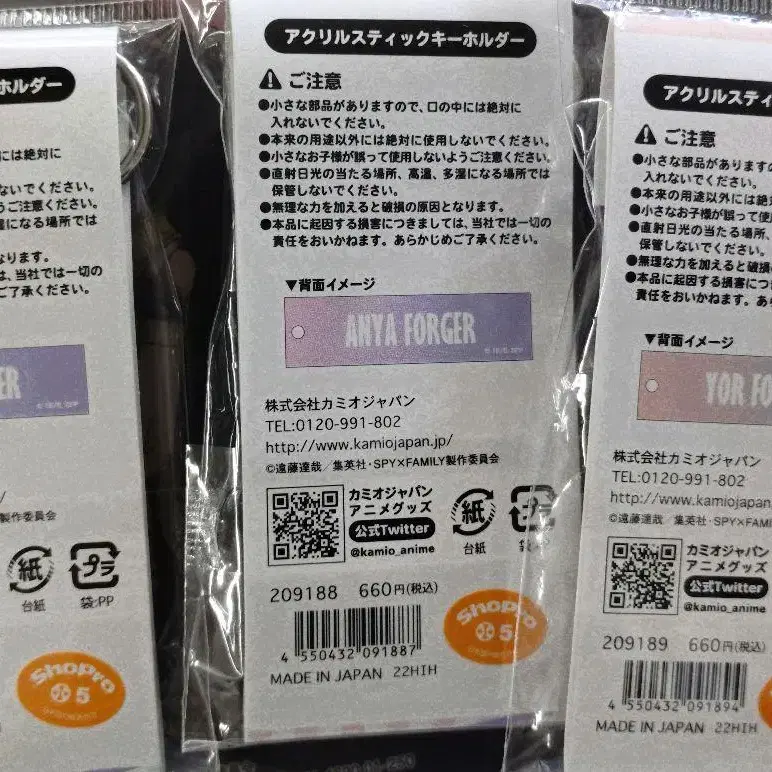 ホルダー
には絶対に
ないでください。
うご注意ください。
温になる場所では
なります。
は、当社では一切の
ご了承ください。
ER
製作委員会
紙
台紙
プラ
袋:PP
ShoPro
5
アクリルスティックキーホルダー
ご注意
●小さな部品がありますので、口の中には絶対に
入れないでください。
●本来の用途以外には絶対に使用しないでください。
●小さなお子様が誤って使用しないようご注意ください。
●直射日光の当たる場所、高温、多湿になる場所では
保管しないでください。
●無理な力を加えると破損の原因となります。
●本品に起因する損害につきましては、当社では一切の
責任をおいかねます。あらかじめご了承ください。
▼背面イメージ
ANYA FORGER
株式会社カミオジャパン
TEL:0120-991-802
http://www.kamiojapan.jp/
©遠藤達哉/集英社・SPY×FAMILY製作委員会
カミオジャパン
アニメグッズ
公式Twitter
@kamio_anime
紙
台紙
プラ
209188 660円(税込)
4 550432 091887
MADE IN JAPAN 22HIH
ShoPro
5
アクリルスティ
ご注意
●小さな部品がありますの
入れないでください。
●本来の用途以外には絶対
●小さなお子様が誤って使
●直射日光の当たる場所、
保管しないでください。
●無理な力を加えると破損
●本品に起因する損害につ
責任をおいかねます。あら
▼背面イメージ
YOR FO
株式会社カミオジャパン
TEL:0120-991-802
http://www.kamiojapan
©遠藤達哉/集英社・SPY×FAM
カミオジャパン
アニメグッズ
公式Twitter
@kamio_anime
209189 660円(税込)
4 550432 091894
MADE IN JAPAN 22HIH